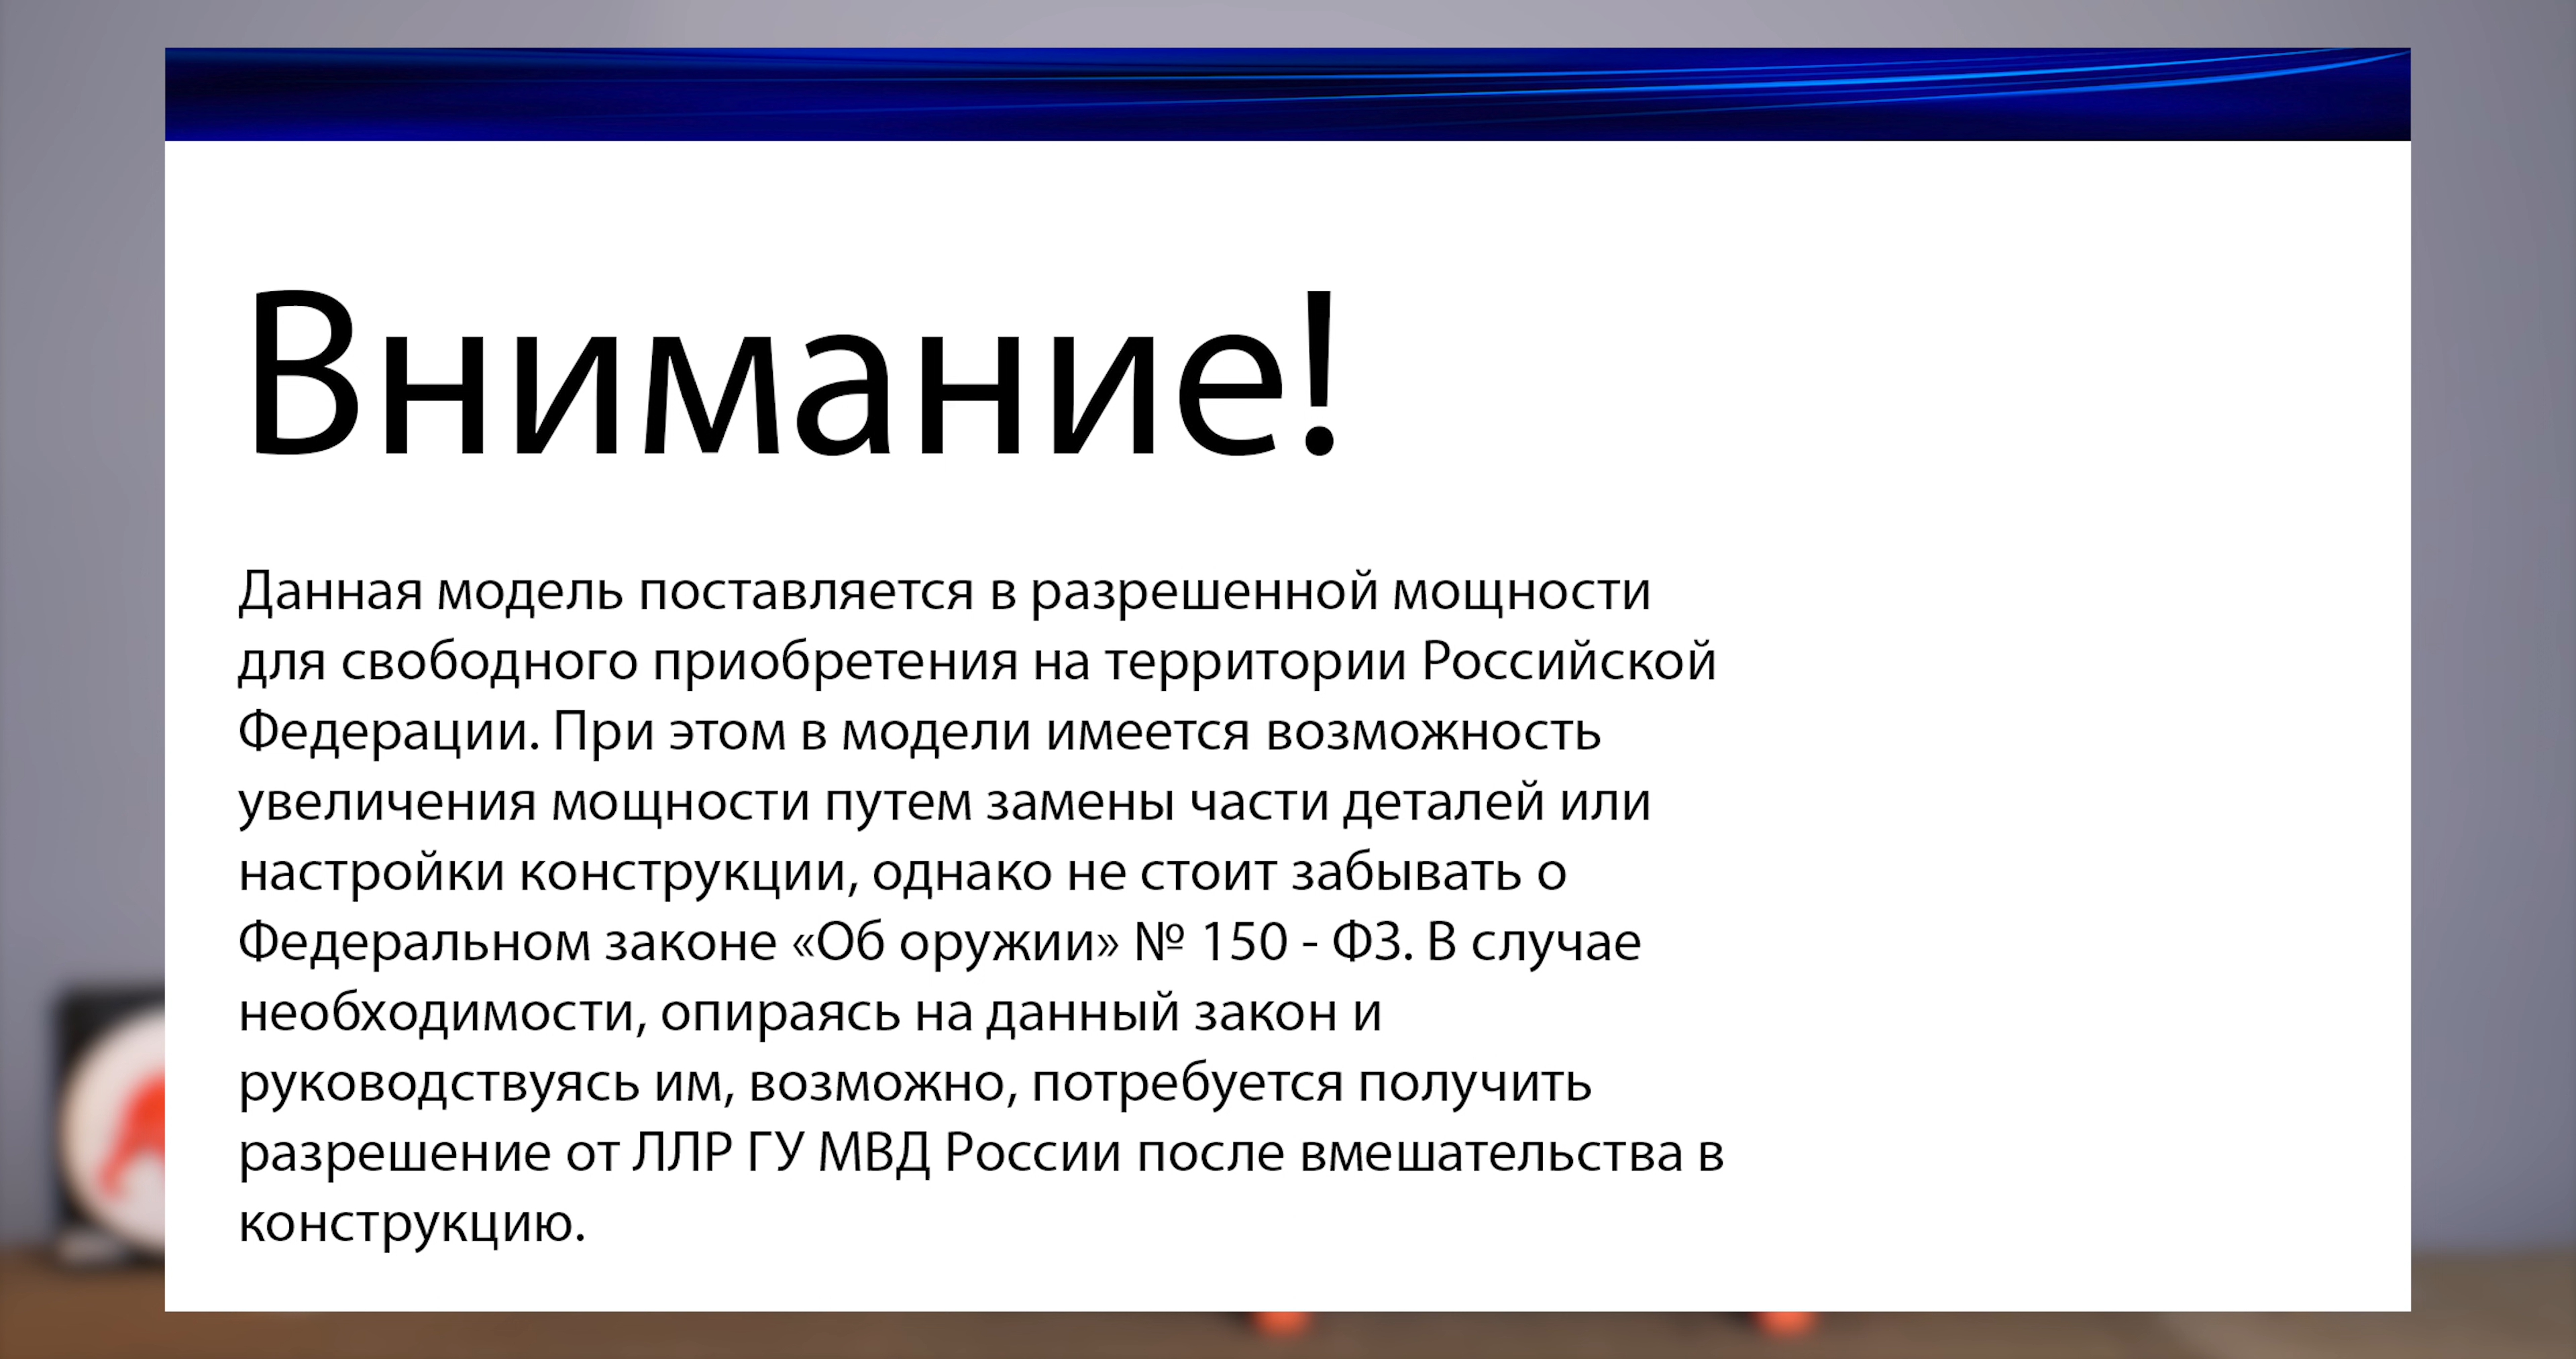 Внимание!
Данная модель поставляется в разрешенной мощности
для свободного приобретения на территории Российской
Федерации. При этом в модели имеется возможность
увеличения мощности путем замены части деталей или
настройки конструкции, однако не стоит забывать о
Федеральном законе «Об оружии» № 150 - ФЗ. В случае
необходимости, опираясь на данный закон и
руководствуясь им, возможно, потребуется получить
разрешение от ЛЛР ГУ МВД России после вмешательства в
конструкцию.